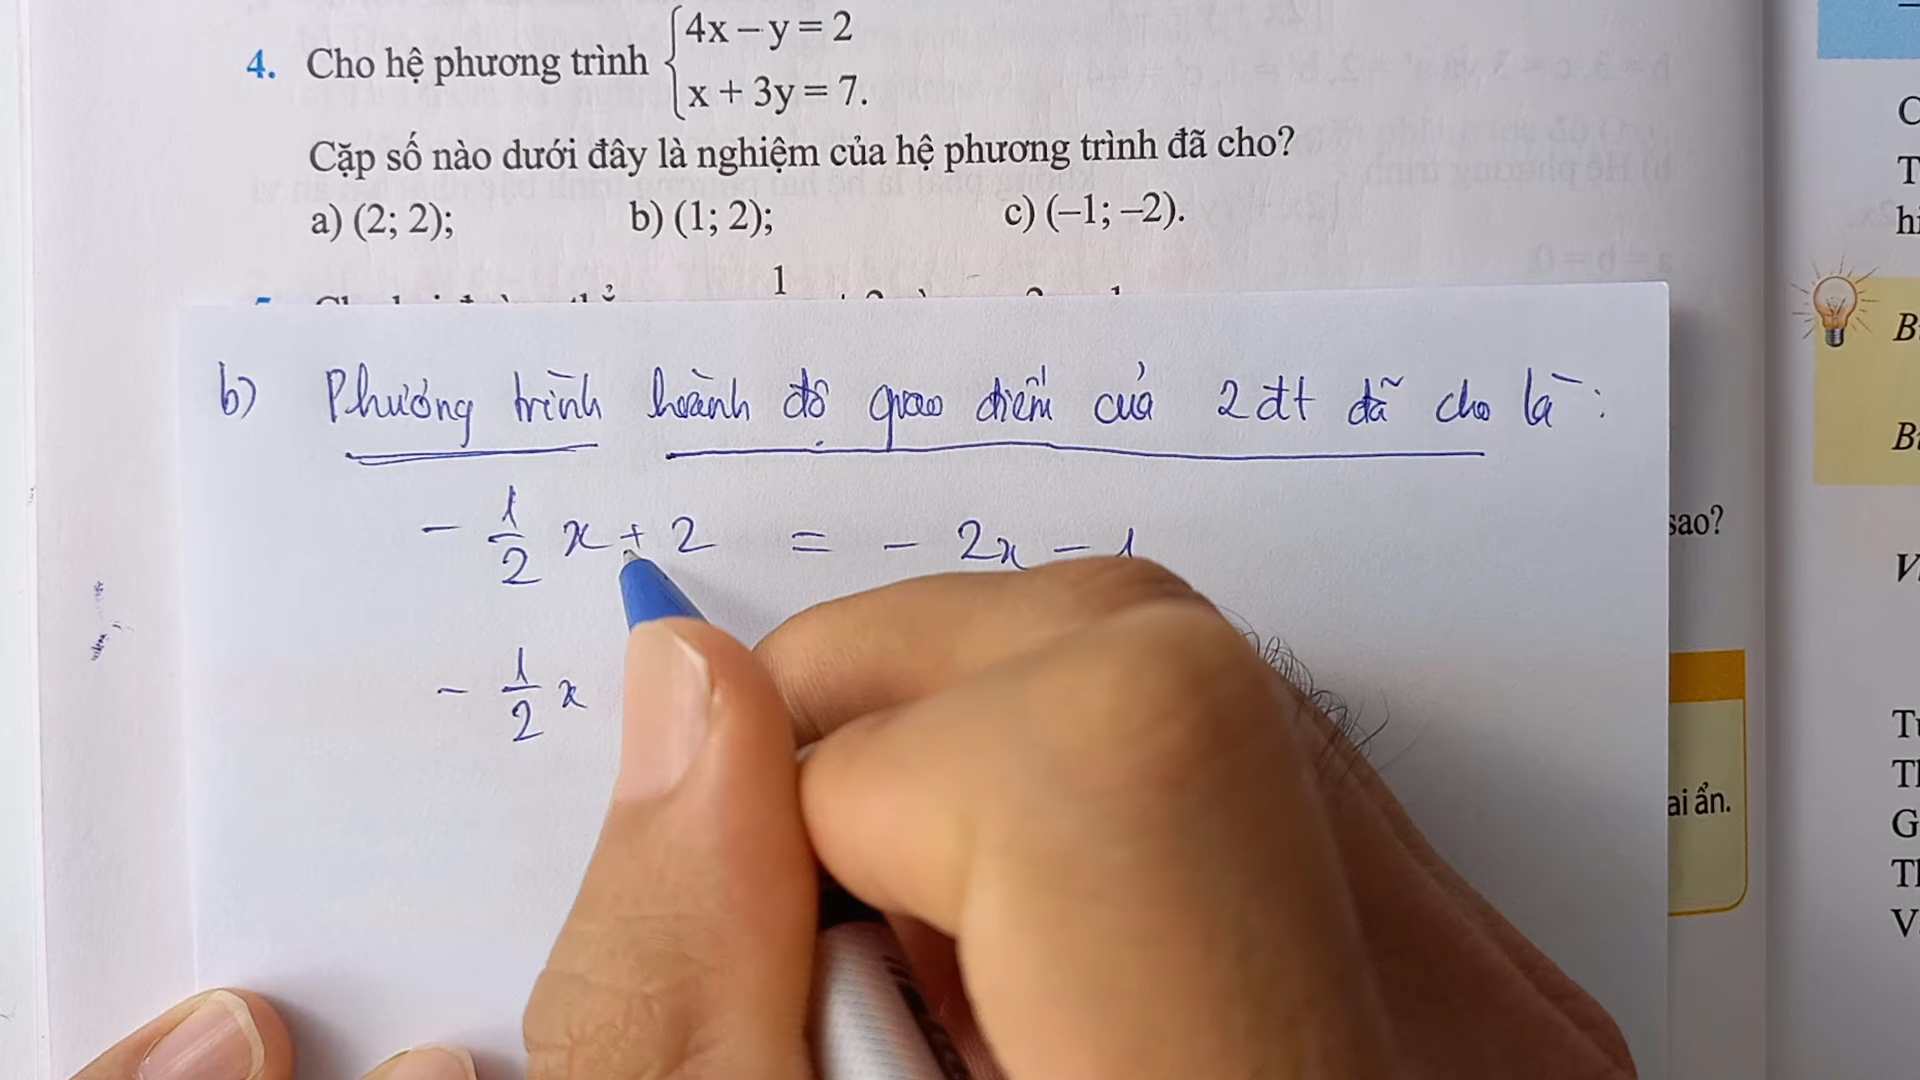 4. Cho hệ phương trình
4x – y = 2
x + 3y = 7.
Cặp số nào dưới đây là nghiệm của hệ phương trình đã cho?
a) (2; 2); b) (1; 2); c) (–1; –2).
b) Phương trình hoành độ giao điểm của 2 đt đã cho là:
- 1/2 x + 2 = - 2x - 1
- 1/2 x
sao?
ai ẩn.